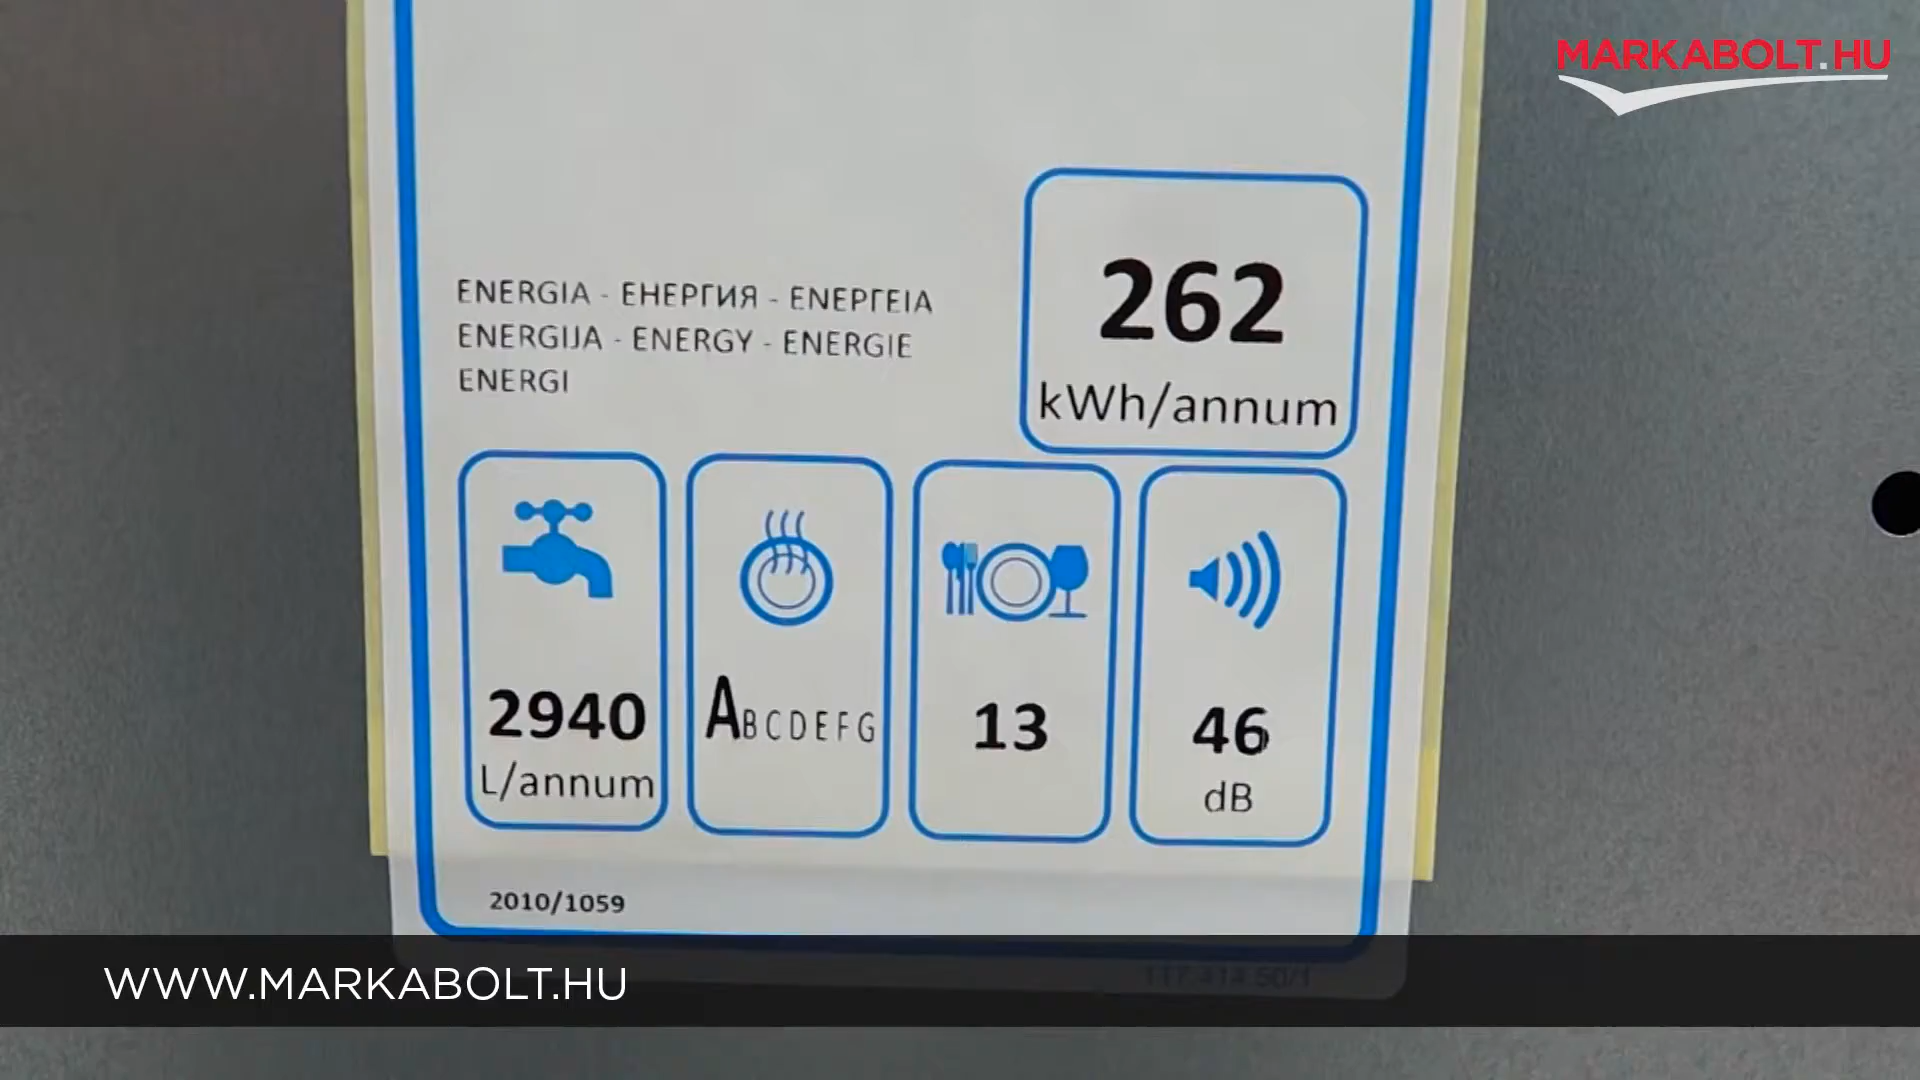 MARKABOLT.HU
262
kWh/annum
ENERGIA - ЕНЕРГИЯ - ΕΝΕΡΓΕΙΑ
ENERGIJA - ENERGY - ENERGIE
ENERGI
2940
L/annum
ABCDEFG
13
46
dB
2010/1059
WWW.MARKABOLT.HU